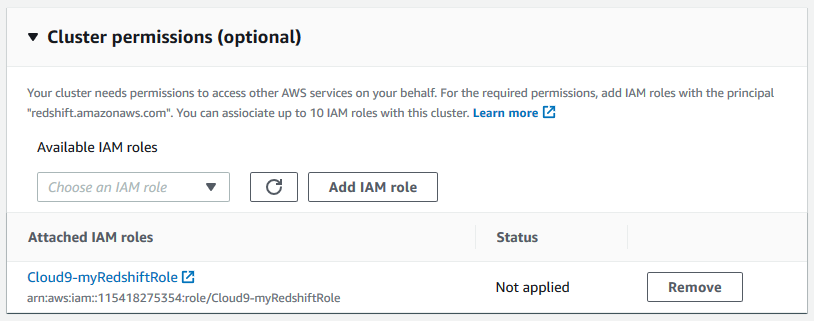 Cluster permissions (optional)
Your cluster needs permissions to access other AWS services on your behalf. For the required permissions, add IAM roles with the principal
"redshift.amazonaws.com". You can assiociate up to 10 IAM roles with this cluster. Learn more
Available IAM roles
Choose an IAM role
Add IAM role
Attached IAM roles Status
Cloud9-myRedshiftRole
arn:aws:iam::115418275354:role/Cloud9-myRedshiftRole
Not applied
Remove